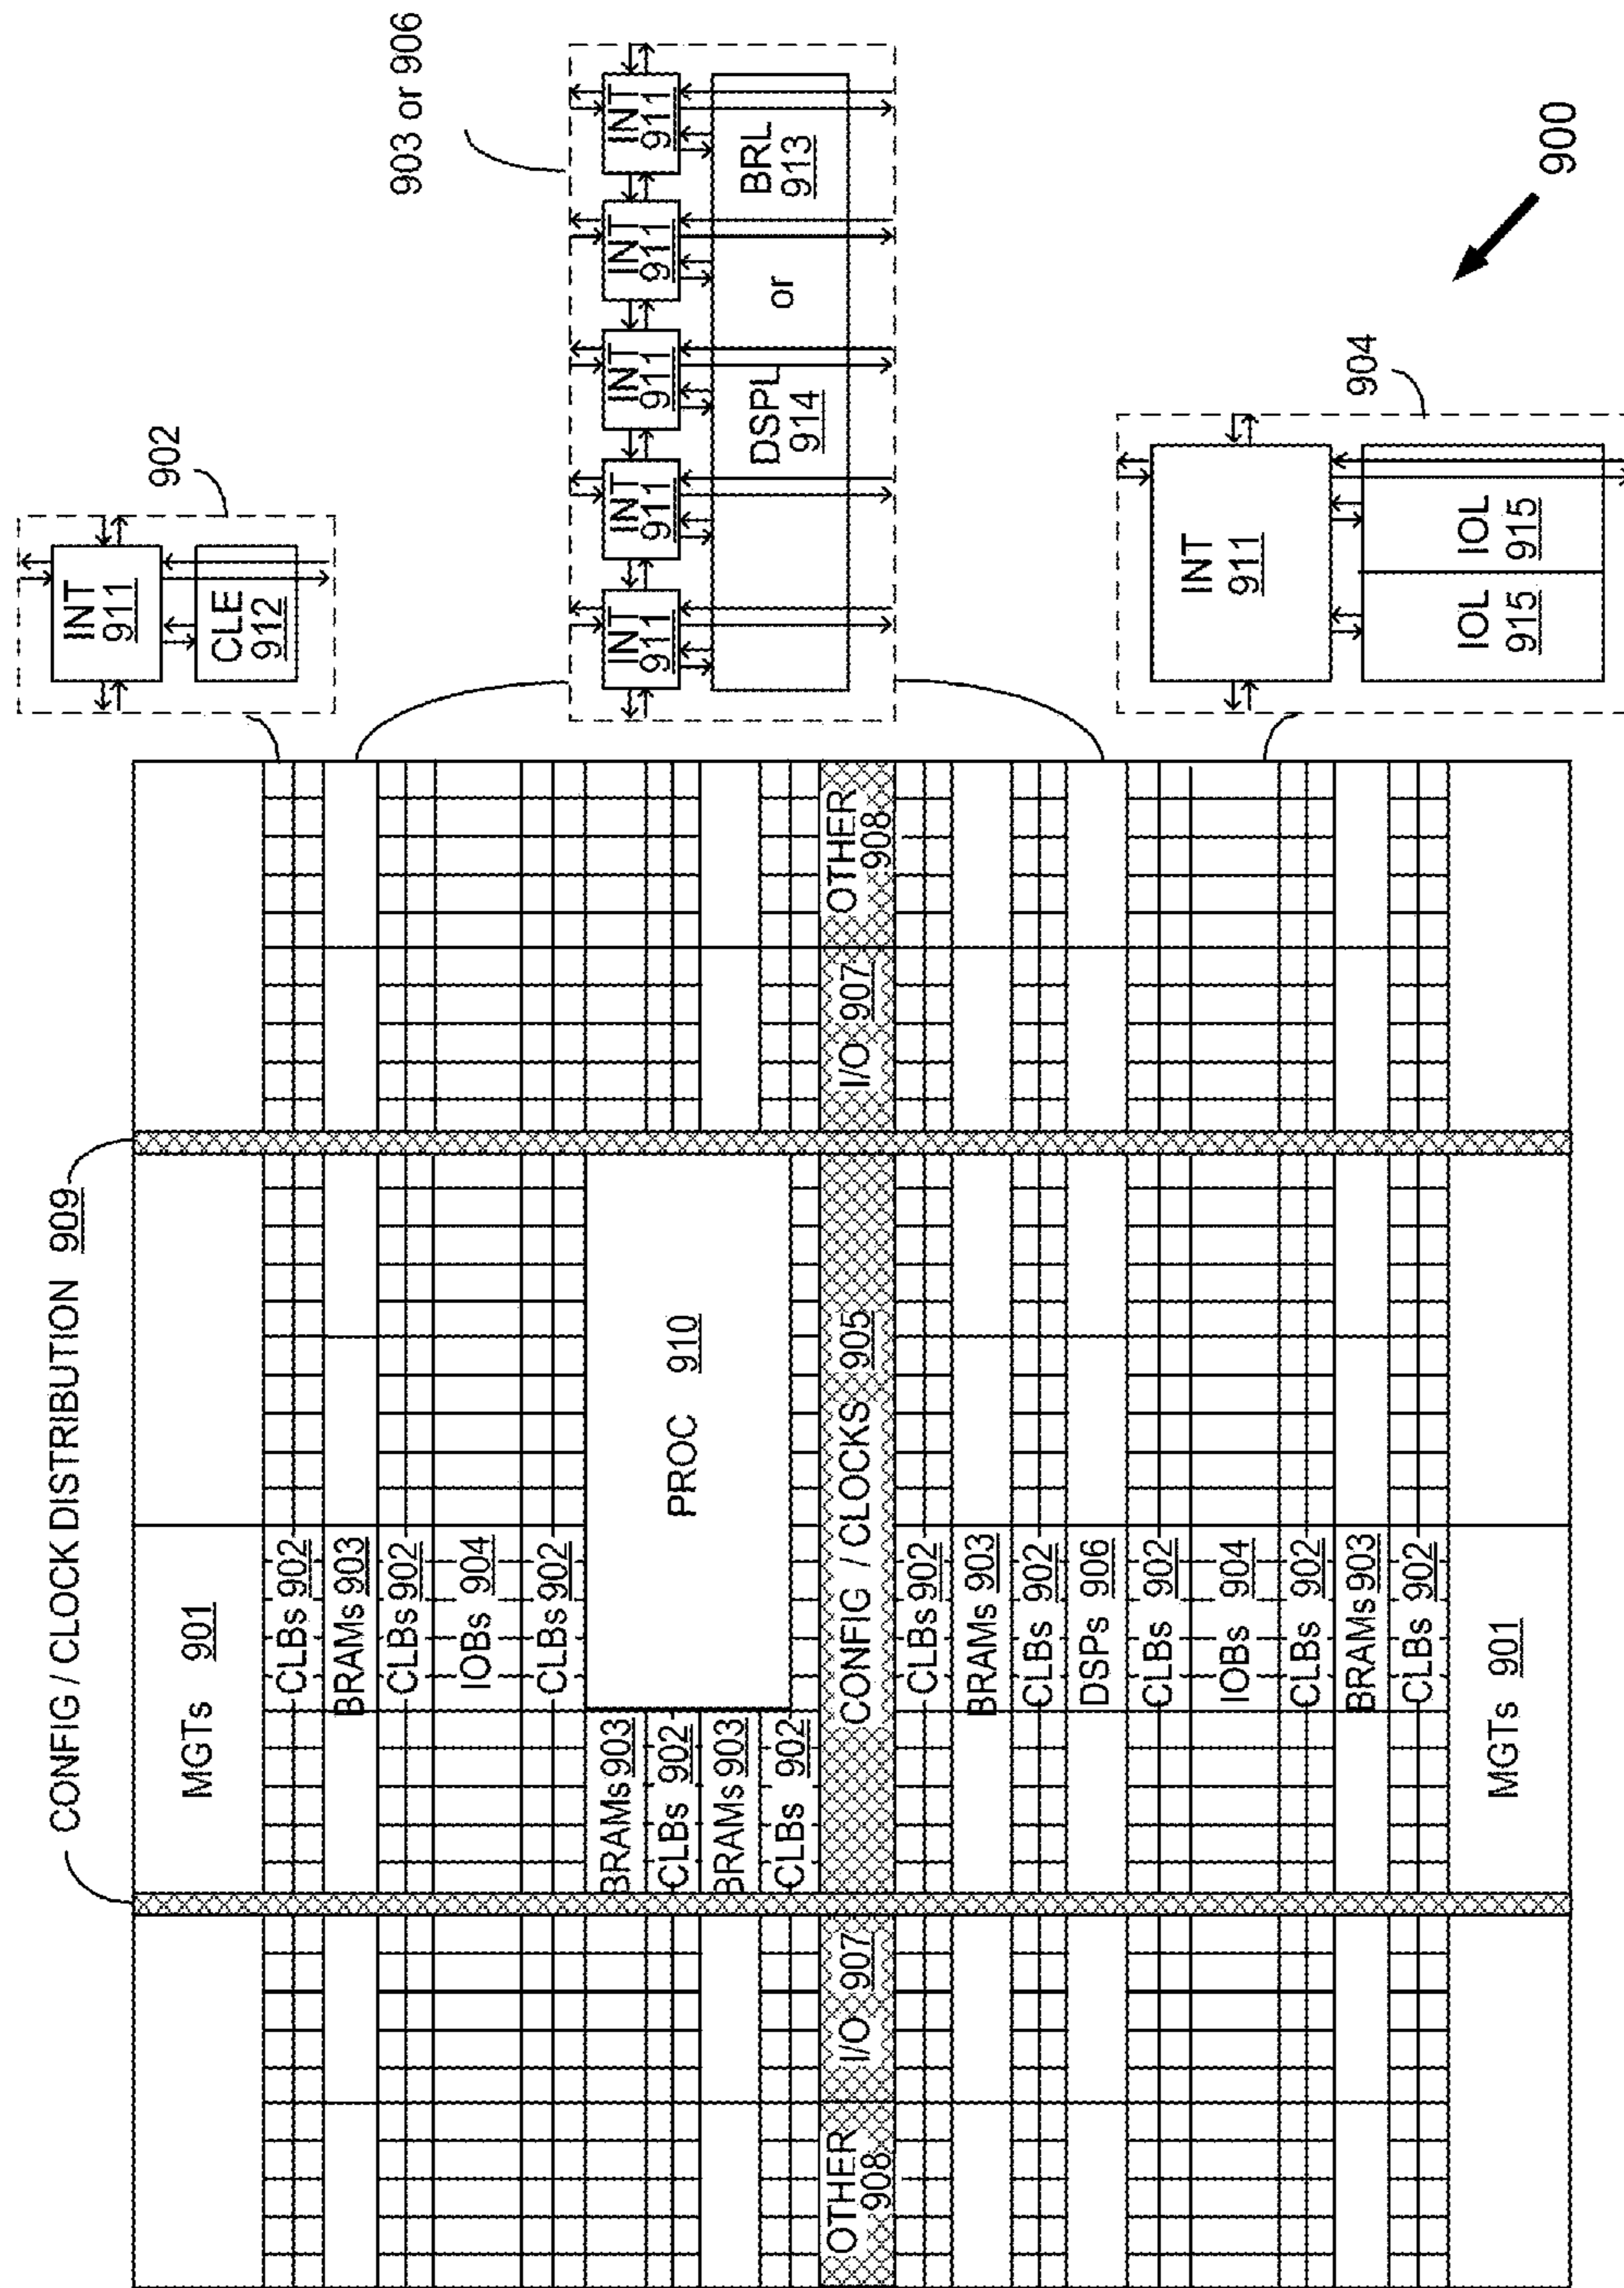 CONFIG / CLOCK DISTRIBUTION 909
MGTs 901
CLBs 902
BRAMs 903
CLBs 902
IOBs 904
CLBs 902
BRAMs 903
CLBs 902
BRAMs 903
CLBs 902
PROC 910
OTHER 908
I/O 907
CONFIG / CLOCKS 905
I/O 907
OTHER 908
CLBs 902
BRAMs 903
CLBs 902
DSPs 906
CLBs 902
IOBs 904
CLBs 902
BRAMs 903
CLBs 902
MGTs 901
902
INT
911
CLE
912
903 or 906
INT
911
INT
911
INT
911
INT
911
INT
911
DSPL
914
or
BRL
913
904
INT
911
IOL
915
IOL
915
900